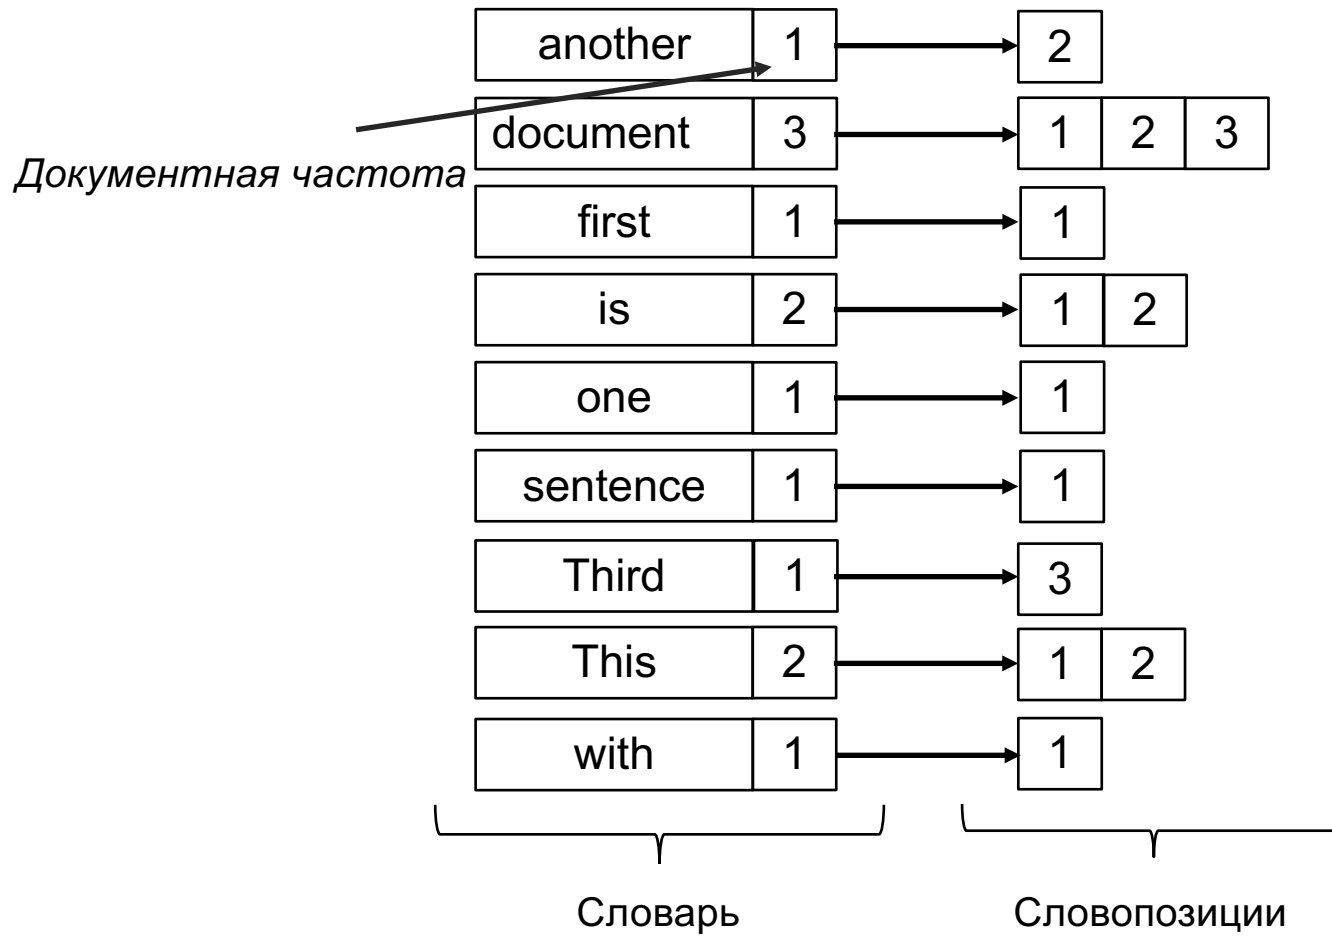 another 1 2
document 3 1 2 3
Документная частота
first 1 1
is 2 1 2
one 1 1
sentence 1 1
Third 1 3
This 2 1 2
with 1 1
Словарь Словопозиции